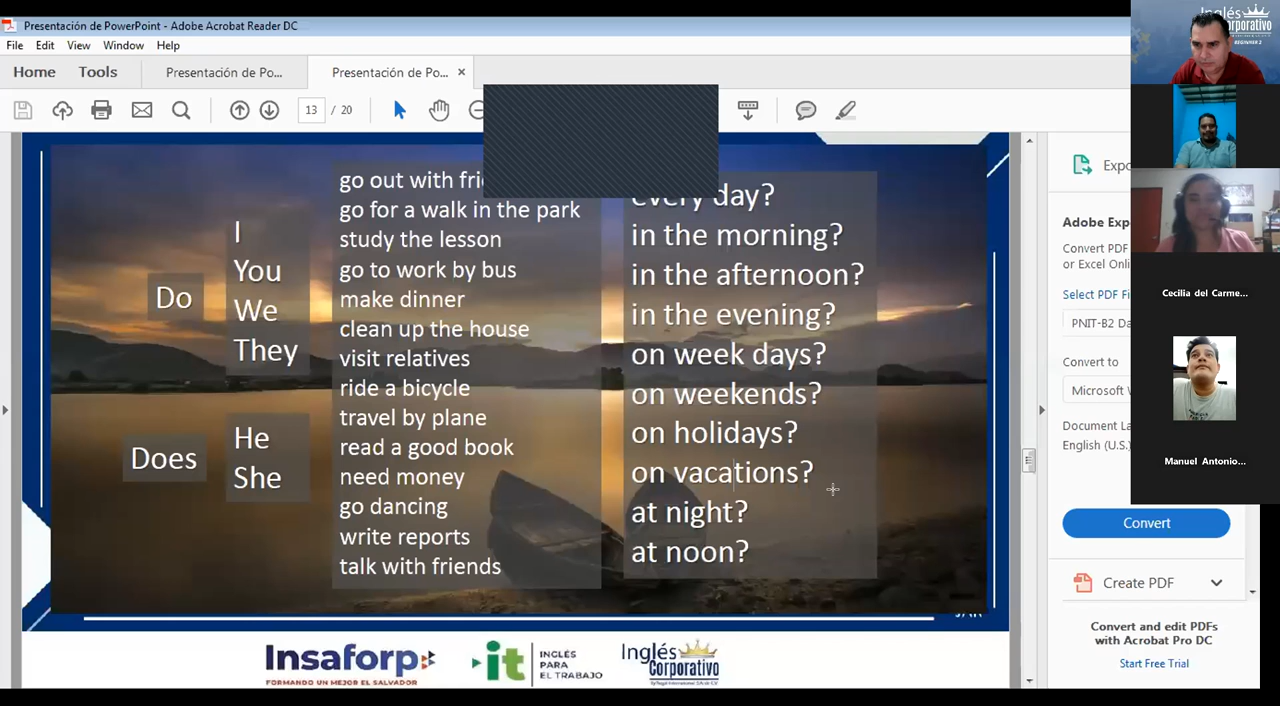 Presentación de PowerPoint - Adobe Acrobat Reader DC
File Edit View Window Help
Home Tools Presentación de Po... Presentación de Po... ×
13 / 20
go out with
go for a walk in the park
study the lesson
go to work by bus
make dinner
clean up the house
visit relatives
ride a bicycle
travel by plane
read a good book
need money
go dancing
write reports
talk with friends
I
You
We
They
Do
He
She
Does
every day?
in the morning?
in the afternoon?
in the evening?
on week days?
on weekends?
on holidays?
on vacations?
at night?
at noon?
Insaforp
FORMANDO UN MEJOR EL SALVADOR
it
INGLÉS
PARA
EL TRABAJO
Inglés
Corporativo
Adobe
Convert PDF
or Excel
Select PDF
PNIT-B2
Convert to
Microsoft
Document
English (U.S.)
Convert
Create PDF
Convert and edit PDFs
with Acrobat Pro DC
Start Free Trial
Inglés
Corporativo
BEGINNER 2
Cecilia del Carme...
Manuel Antonio...